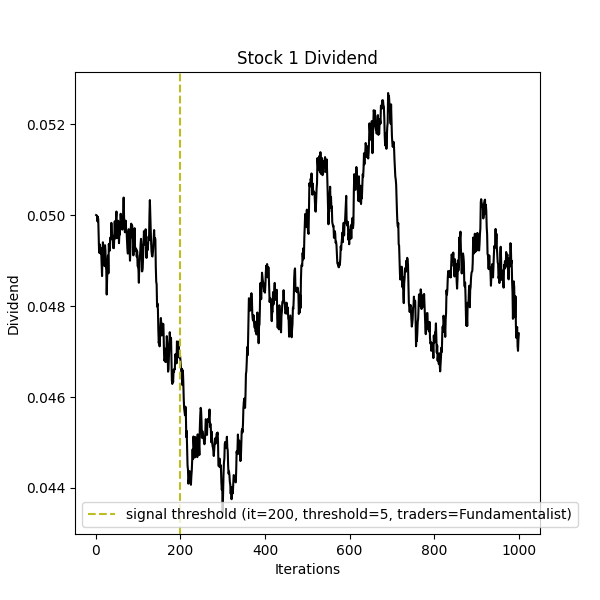 Stock 1 Dividend
Dividend
0.052
0.050
0.048
0.046
0.044
signal threshold (it=200, threshold=5, traders=Fundamentalist)
0 200 400 600 800 1000
Iterations